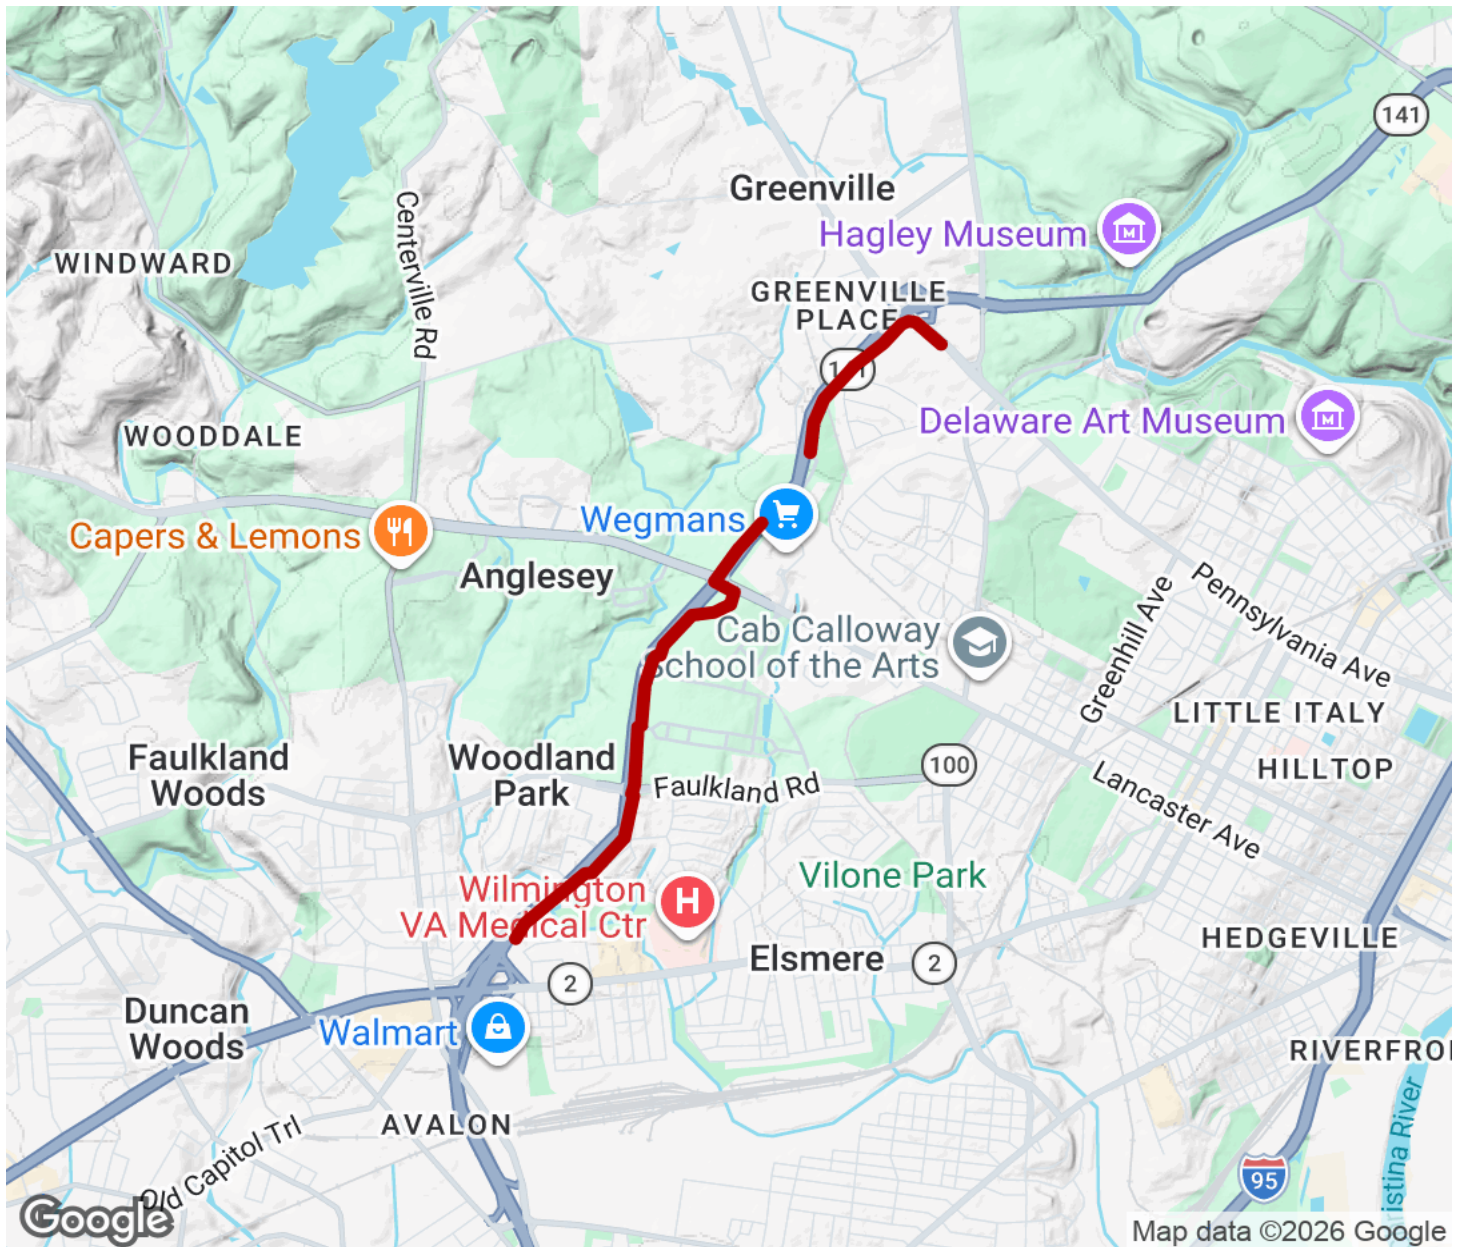 141
Greenville
Hagley Museum
Centerville Rd
WINDWARD
GREENVILLE
PLACE
Delaware Art Museum
WOODDALE
Wegmans
Capers & Lemons
Anglesey
Pennsylvania Ave
Greenhill Ave
Cab Calloway
School of the Arts
LITTLE ITALY
Faulkland
Woods
Woodland
Park
100
HILLTOP
Faulkland Rd
Lancaster Ave
Vilone Park
Wilmington
VA Medical Ctr
H
HEDGEVILLE
Elsmere
2
2
Duncan
Woods
Walmart
RIVERFRO
AVALON
Old Capitol Trl
ristina River
95
Google
Map data ©2026 Google